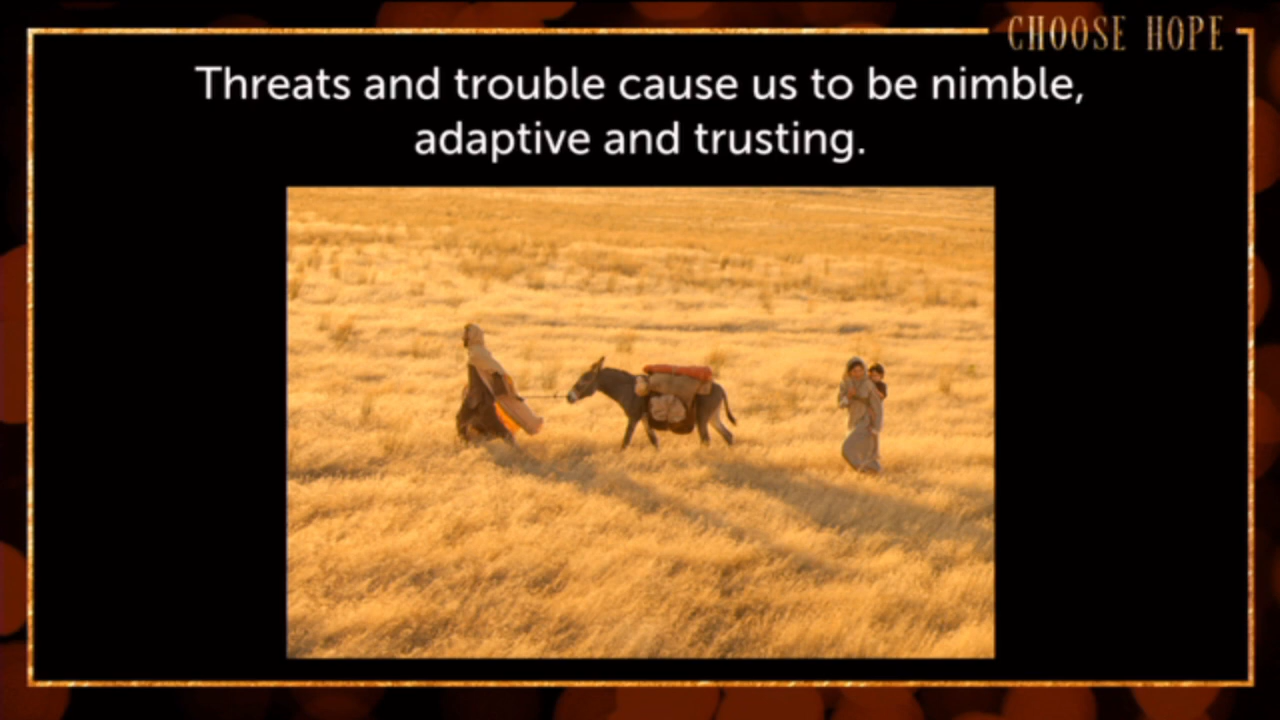 CHOOSE HOPE
Threats and trouble cause us to be nimble,
adaptive and trusting.